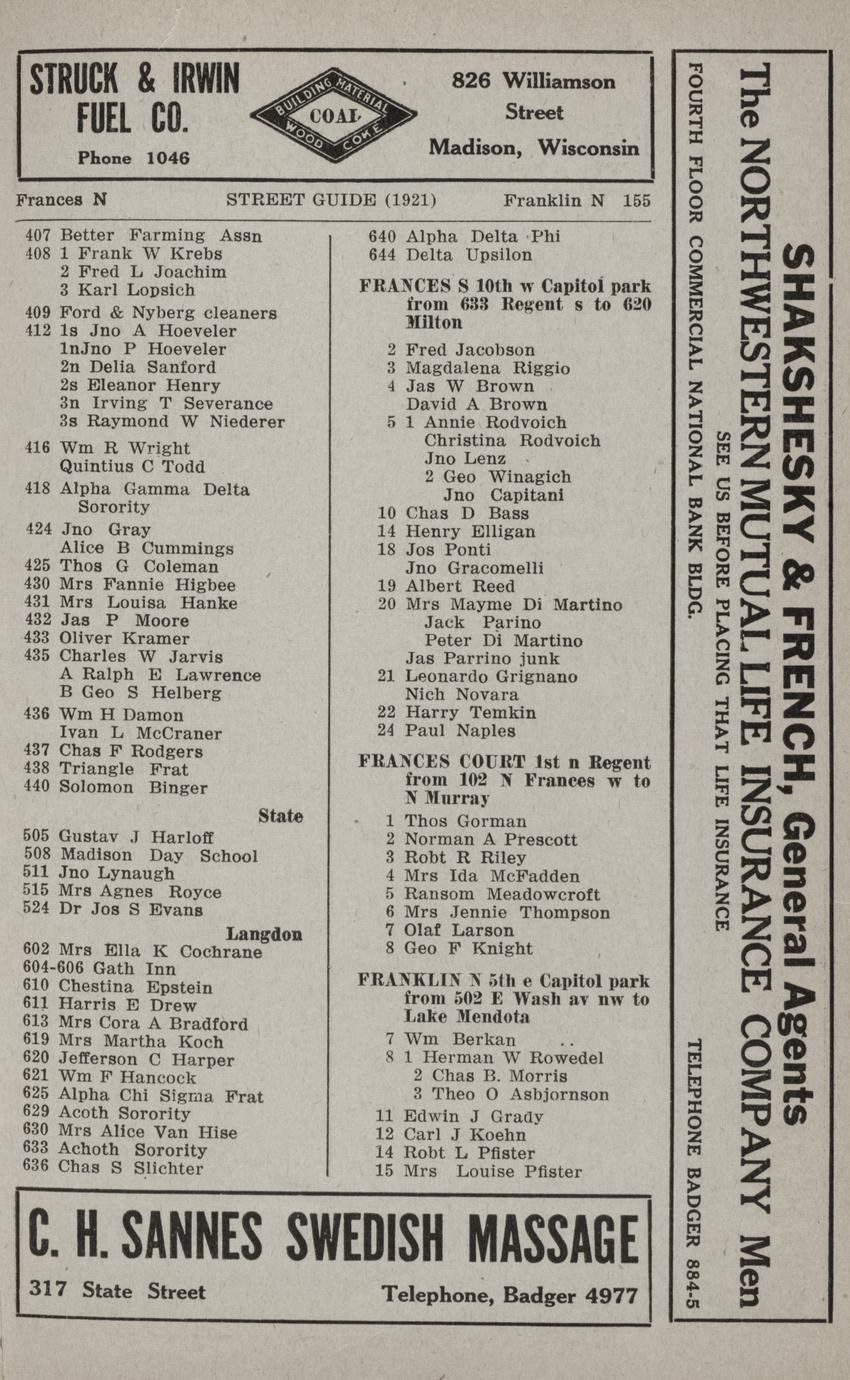 STRUCK & IRWIN
FUEL CO.
Phone 1046
BUILDING MATERIAL
COAL
WOOD COKE
826 Williamson
Street
Madison, Wisconsin
Frances N STREET GUIDE (1921) Franklin N 155
407 Better Farming Assn
408 1 Frank W Krebs
2 Fred L Joachim
3 Karl Lopsich
409 Ford & Nyberg cleaners
412 1s Jno A Hoeveler
1nJno P Hoeveler
2n Delia Sanford
2s Eleanor Henry
3n Irving T Severance
3s Raymond W Niederer
416 Wm R Wright
Quintius C Todd
418 Alpha Gamma Delta
Sorority
424 Jno Gray
Alice B Cummings
425 Thos G Coleman
430 Mrs Fannie Higbee
431 Mrs Louisa Hanke
432 Jas P Moore
433 Oliver Kramer
435 Charles W Jarvis
A Ralph E Lawrence
B Geo S Helberg
436 Wm H Damon
Ivan L McCraner
437 Chas F Rodgers
438 Triangle Frat
440 Solomon Binger
State
505 Gustav J Harloff
508 Madison Day School
511 Jno Lynaugh
515 Mrs Agnes Royce
524 Dr Jos S Evans
Langdon
602 Mrs Ella K Cochrane
604-606 Gath Inn
610 Chestina Epstein
611 Harris E Drew
613 Mrs Cora A Bradford
619 Mrs Martha Koch
620 Jefferson C Harper
621 Wm F Hancock
625 Alpha Chi Sigma Frat
629 Acoth Sorority
630 Mrs Alice Van Hise
633 Achoth Sorority
636 Chas S Slichter
640 Alpha Delta Phi
644 Delta Upsilon
FRANCES S 10th w Capitol park
from 633 Regent s to 620
Milton
2 Fred Jacobson
3 Magdalena Riggio
4 Jas W Brown
David A Brown
5 1 Annie Rodvoich
Christina Rodvoich
Jno Lenz
2 Geo Winagich
Jno Capitani
10 Chas D Bass
14 Henry Elligan
18 Jos Ponti
Jno Gracomelli
19 Albert Reed
20 Mrs Mayme Di Martino
Jack Parino
Peter Di Martino
Jas Parrino junk
21 Leonardo Grignano
Nich Novara
22 Harry Temkin
24 Paul Naples
FRANCES COURT 1st n Regent
from 102 N Frances w to
N Murray
1 Thos Gorman
2 Norman A Prescott
3 Robt R Riley
4 Mrs Ida McFadden
5 Ransom Meadowcroft
6 Mrs Jennie Thompson
7 Olaf Larson
8 Geo F Knight
FRANKLIN N 5th e Capitol park
from 502 E Wash av nw to
Lake Mendota
7 Wm Berkan
8 1 Herman W Rowedel
2 Chas B. Morris
3 Theo O Asbjornson
11 Edwin J Grady
12 Carl J Koehn
14 Robt L Pfister
15 Mrs Louise Pfister
C. H. SANNES SWEDISH MASSAGE
317 State Street Telephone, Badger 4977
SHAKSHESKY & FRENCH, General Agents
The NORTHWESTERN MUTUAL LIFE INSURANCE COMPANY Men
SEE US BEFORE PLACING THAT LIFE INSURANCE
FOURTH FLOOR COMMERCIAL NATIONAL BANK BLDG. TELEPHONE BADGER 884-5